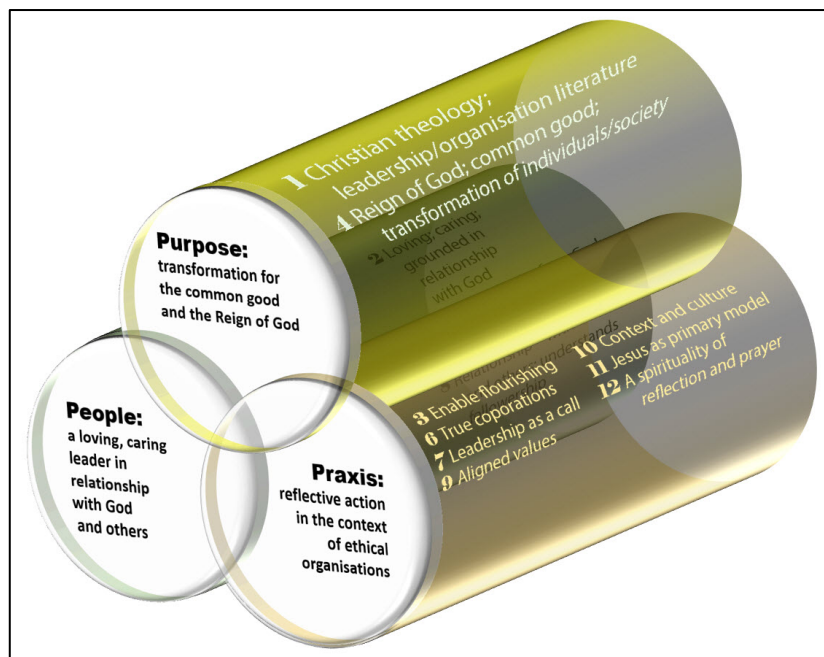 1 Christian theology;
leadership/organisation literature
4 Reign of God; common good;
transformation of individuals/society
Purpose:
transformation for
the common good
and the Reign of God
2 Loving, caring;
grounded in
relationship
with God
People:
a loving, caring
leader in
relationship
with God
and others
Praxis:
reflective action
in the context
of ethical
organisations
3 Enable flourishing
6 True coporations
7 Leadership as a call
9 Aligned values
10 Context and culture
11 Jesus as primary model
12 A spirituality of
reflection and prayer
understands